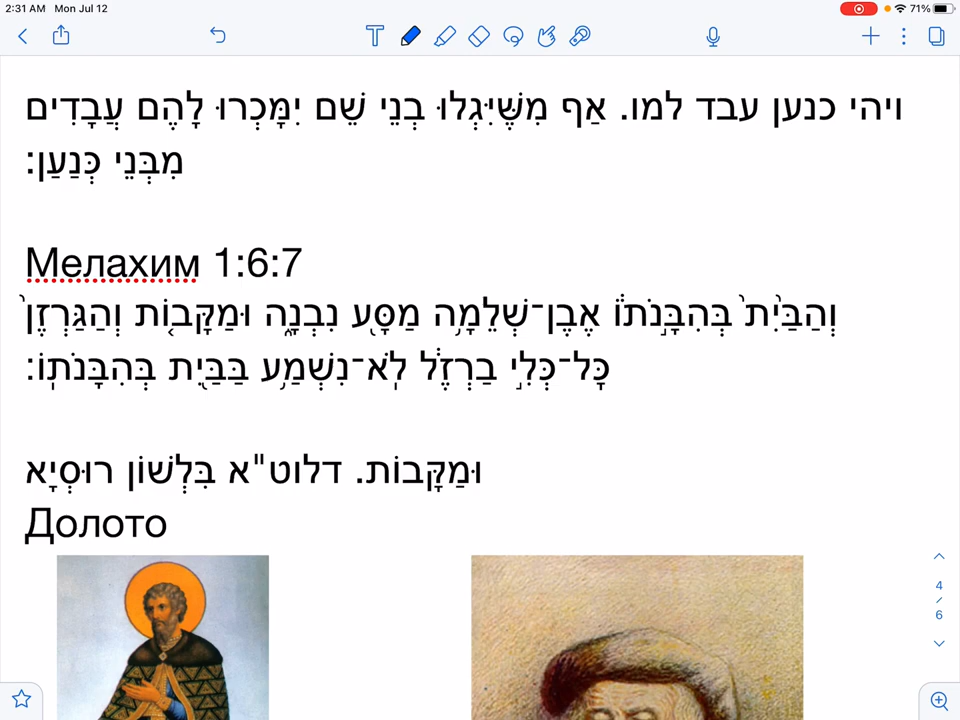 2:31 AM Mon Jul 12 71%
ויהי כנען עבד למו. אַף מִשֶּׁיִּגְלוּ בְנֵי שֵׁם יִמָּכְרוּ לָהֶם עֲבָדִים
מִבְּנֵי כְּנַעַן:
Мелахим 1:6:7
וְהַבַּ֙יִת֙ בְּהִבָּ֣נֹת֔וֹ אֶֽבֶן־שְׁלֵמָ֥ה מַסָּ֖ע נִבְנָ֑ה וּמַקָּב֤וֹת וְהַגַּרְזֶן֙
כׇּל־כְּלִ֣י בַרְזֶ֔ל לֹֽא־נִשְׁמַ֥ע בַּבַּ֖יִת בְּהִבָּנֹתֽוֹ:
וּמַקָּבוֹת. דלוט"א בִּלְשׁוֹן רוּסְיָא
Долото
4
6